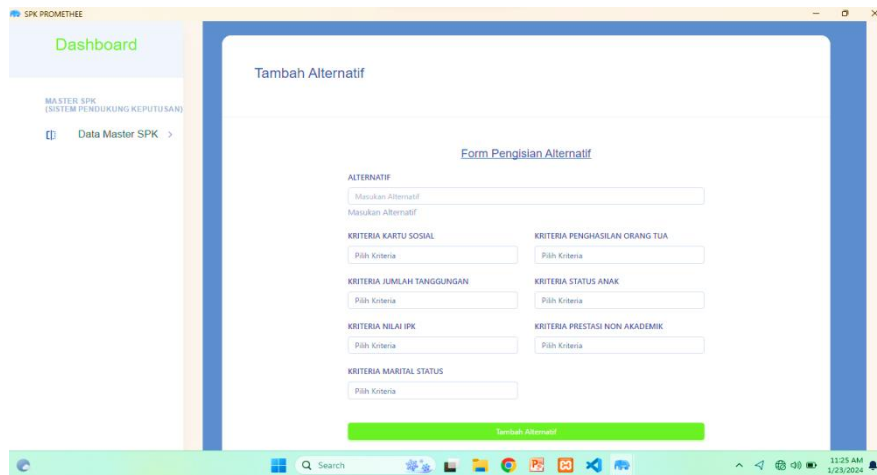 SPK PROMETHEE
Dashboard
MASTER SPK
(SISTEM PENDUKUNG KEPUTUSAN)
Data Master SPK
Tambah Alternatif
Form Pengisian Alternatif
ALTERNATIF
Masukan Alternatif
Masukan Alternatif
KRITERIA KARTU SOSIAL
KRITERIA PENGHASILAN ORANG TUA
Pilih Kriteria
Pilih Kriteria
KRITERIA JUMLAH TANGGUNGAN
KRITERIA STATUS ANAK
Pilih Kriteria
Pilih Kriteria
KRITERIA NILAI IPK
KRITERIA PRESTASI NON AKADEMIK
Pilih Kriteria
Pilih Kriteria
KRITERIA MARITAL STATUS
Pilih Kriteria
Tambah Alternatif
Search
11:25 AM
1/23/2024